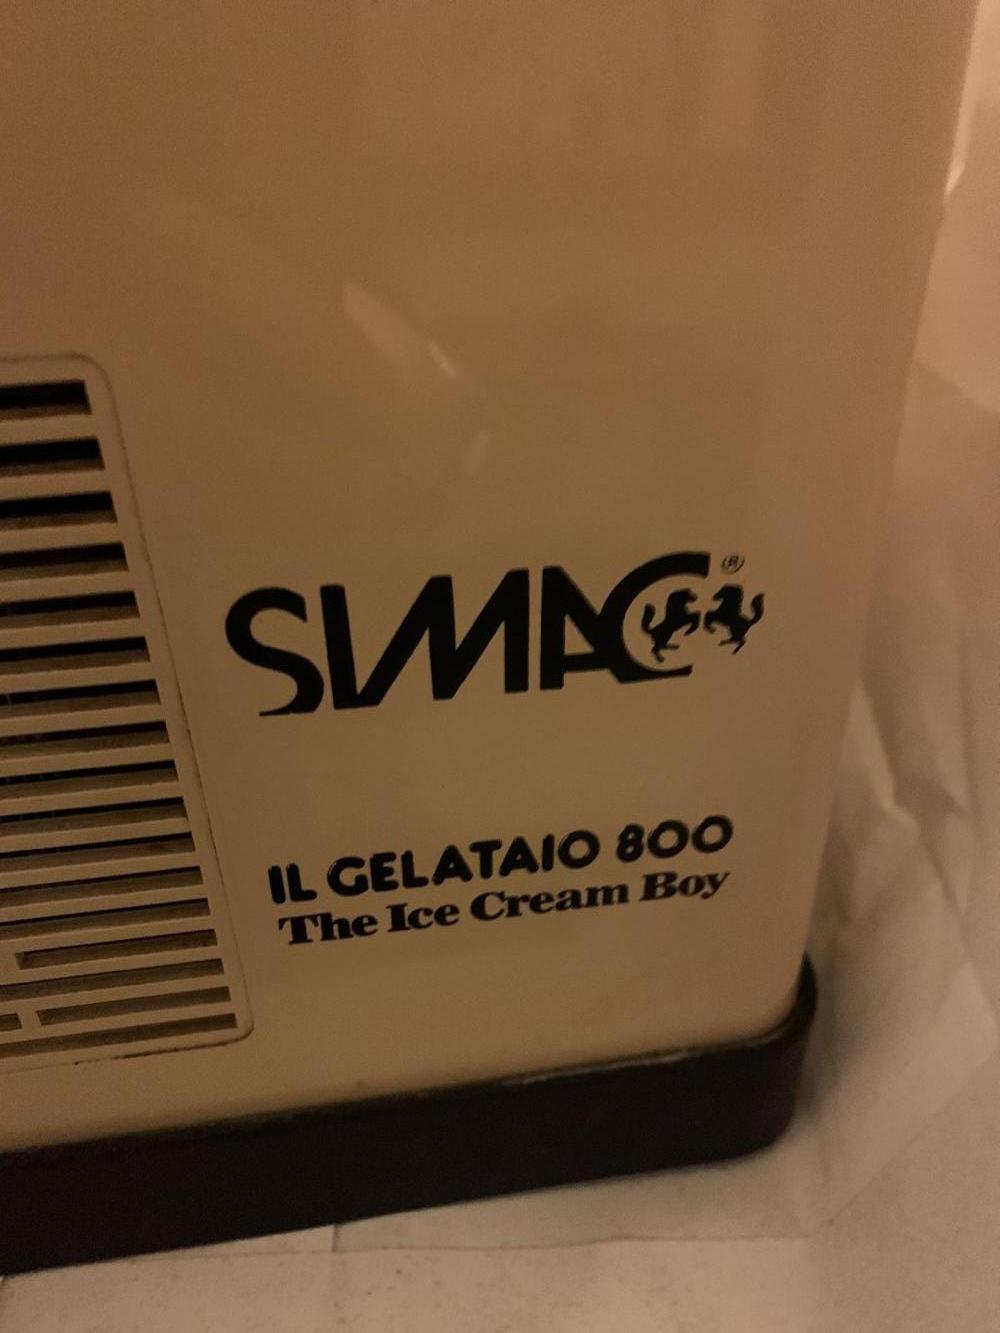 SIMAC®
IL GELATAIO 800
The Ice Cream Boy